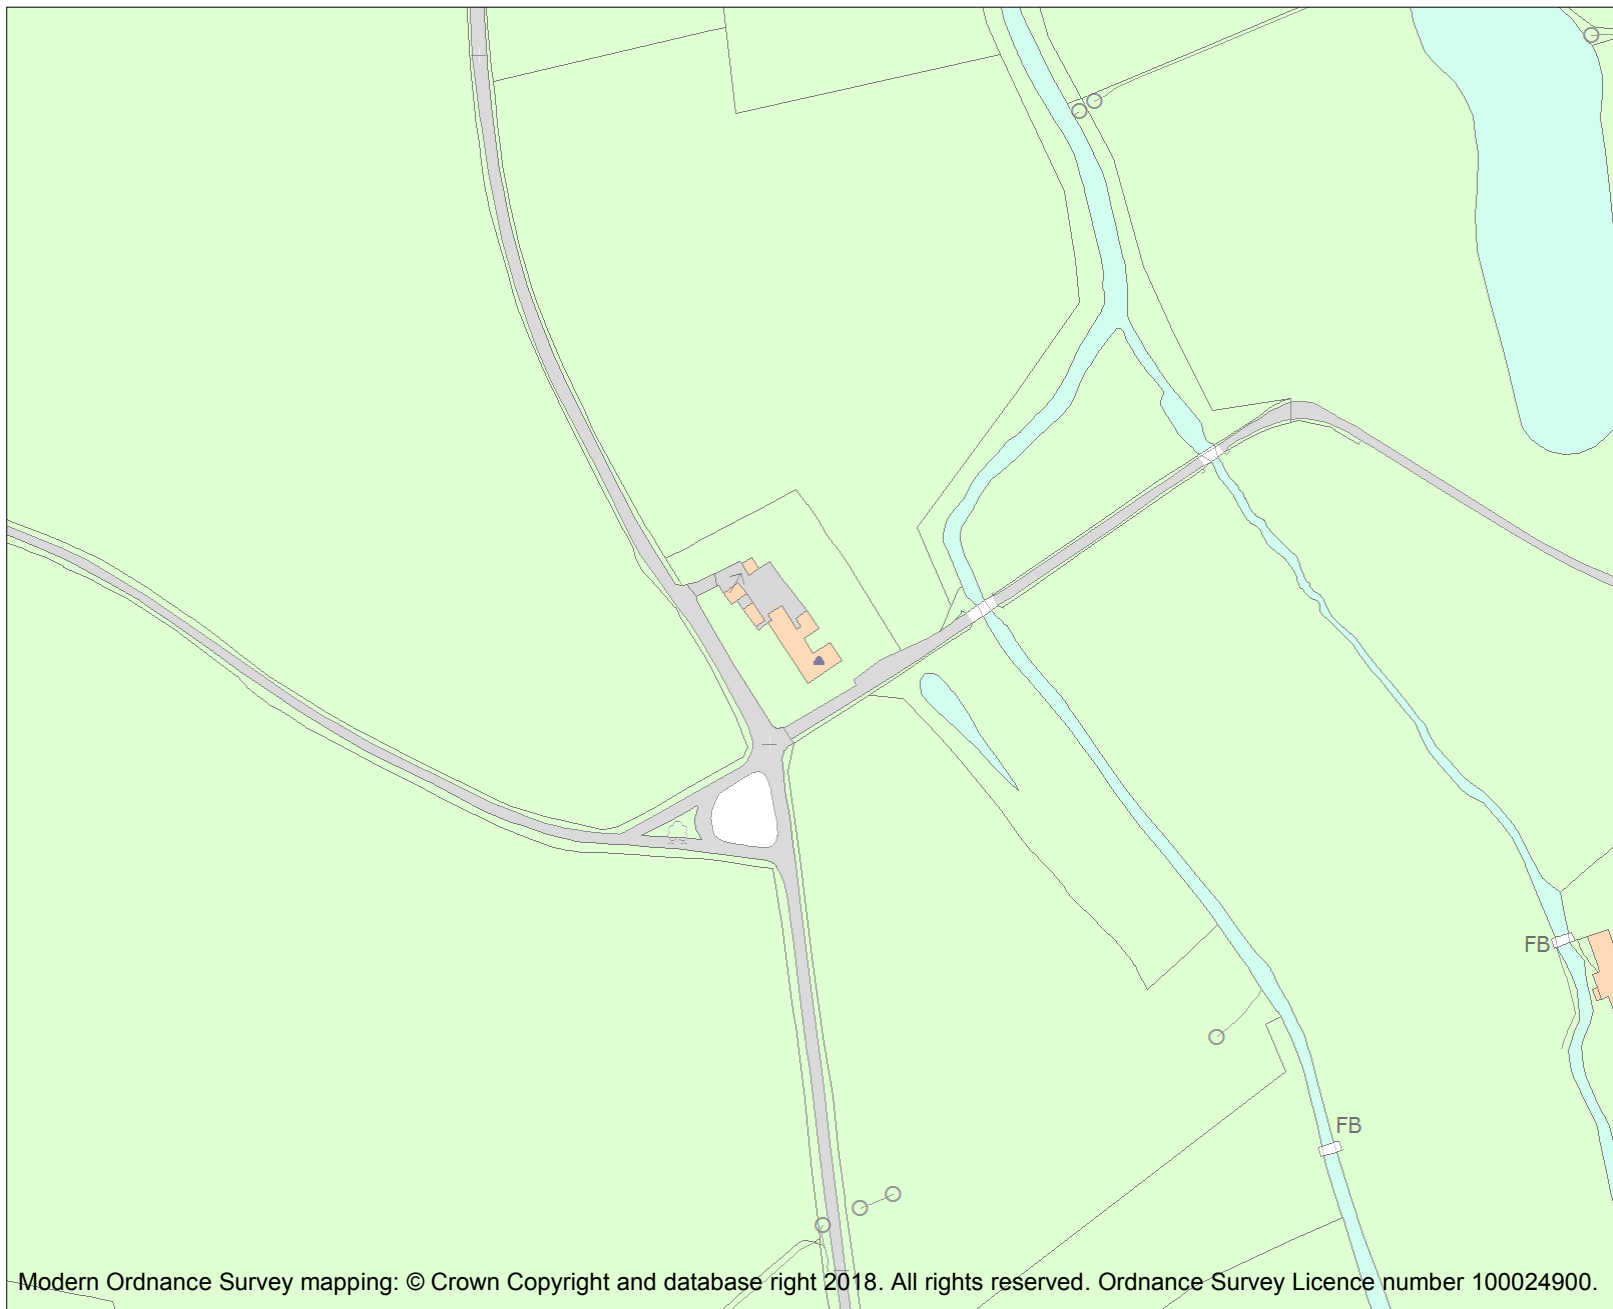 FB
FB
Modern Ordnance Survey mapping: © Crown Copyright and database right 2018. All rights reserved. Ordnance Survey Licence number 100024900.